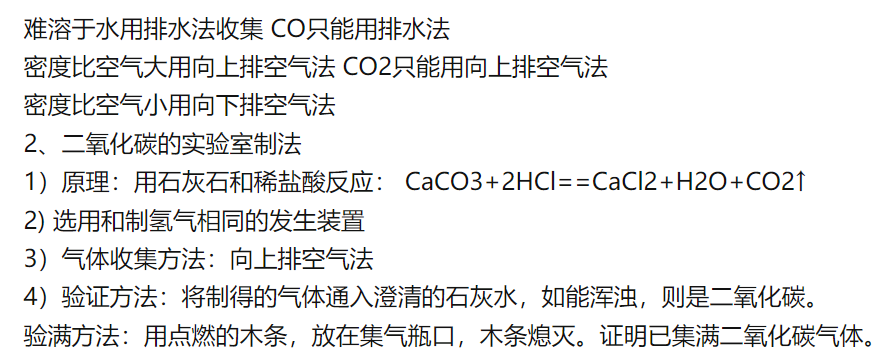 难溶于水用排水法收集 CO只能用排水法
密度比空气大用向上排空气法 CO2只能用向上排空气法
密度比空气小用向下排空气法
2、二氧化碳的实验室制法
1）原理：用石灰石和稀盐酸反应： CaCO3+2HCl==CaCl2+H2O+CO2↑
2) 选用和制氢气相同的发生装置
3）气体收集方法：向上排空气法
4）验证方法：将制得的气体通入澄清的石灰水，如能浑浊，则是二氧化碳。
验满方法：用点燃的木条，放在集气瓶口，木条熄灭。证明已集满二氧化碳气体。